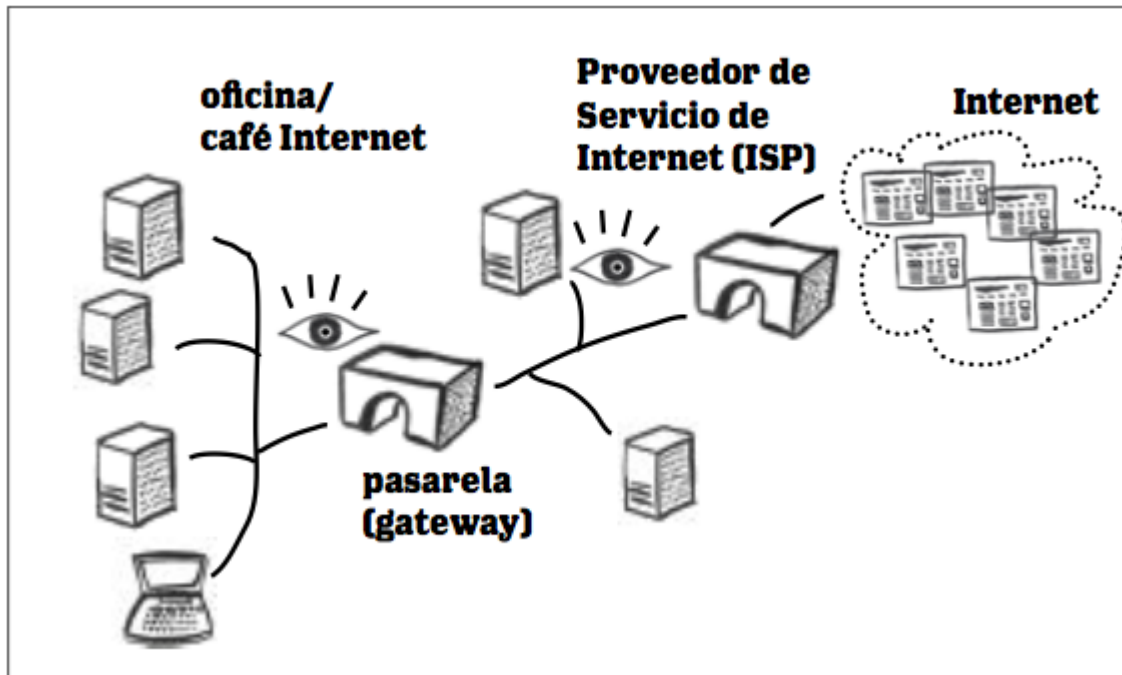 oficina/
café Internet
Proveedor de
Servicio de
Internet (ISP)
Internet
pasarela
(gateway)